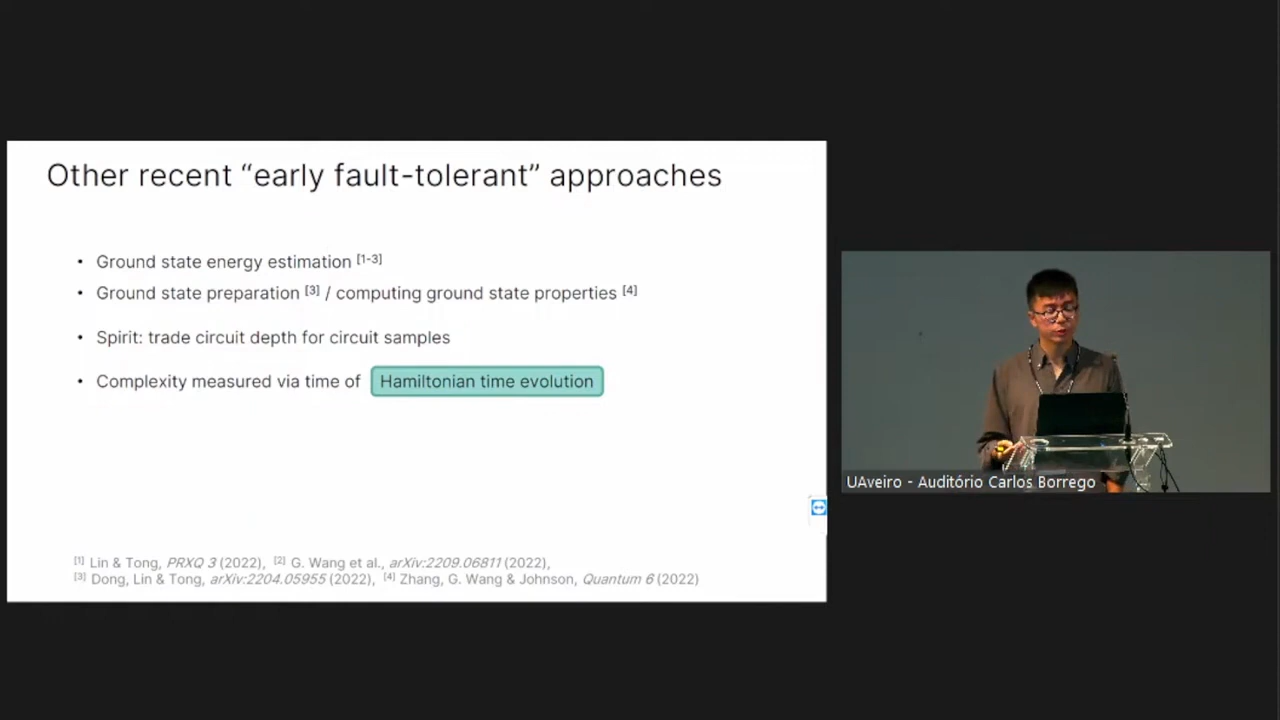 Other recent “early fault-tolerant” approaches
• Ground state energy estimation [1-3]
• Ground state preparation [3] / computing ground state properties [4]
• Spirit: trade circuit depth for circuit samples
• Complexity measured via time of Hamiltonian time evolution
[1] Lin & Tong, PRXQ 3 (2022), [2] G. Wang et al., arXiv:2209.06811 (2022),
[3] Dong, Lin & Tong, arXiv:2204.05955 (2022), [4] Zhang, G. Wang & Johnson, Quantum 6 (2022)
UAveiro - Auditório Carlos Borrego